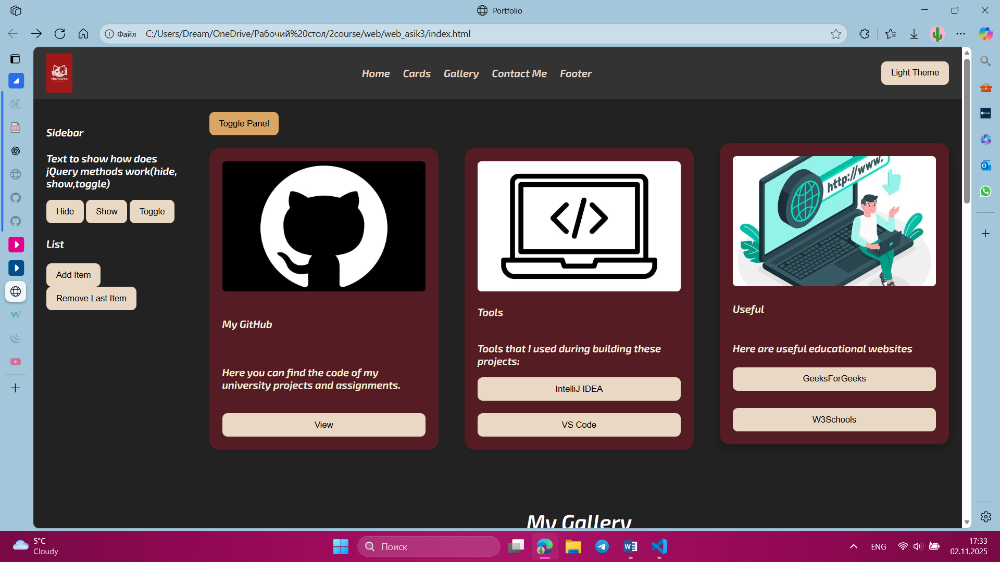 Portfolio
Файл C:/Users/Dream/OneDrive/Рабочий%20стол/2course/web/web_asik3/index.html
Home Cards Gallery Contact Me Footer
Light Theme
Toggle Panel
Sidebar
Text to show how does
jQuery methods work(hide,
show,toggle)
Hide Show Toggle
List
Add Item
Remove Last Item
My GitHub
Here you can find the code of my
university projects and assignments.
View
Tools
Tools that I used during building these
projects:
IntelliJ IDEA
VS Code
http://www.
Useful
Here are useful educational websites
GeeksForGeeks
W3Schools
My Gallery
5°C
Cloudy
Поиск
ENG
17:33
02.11.2025